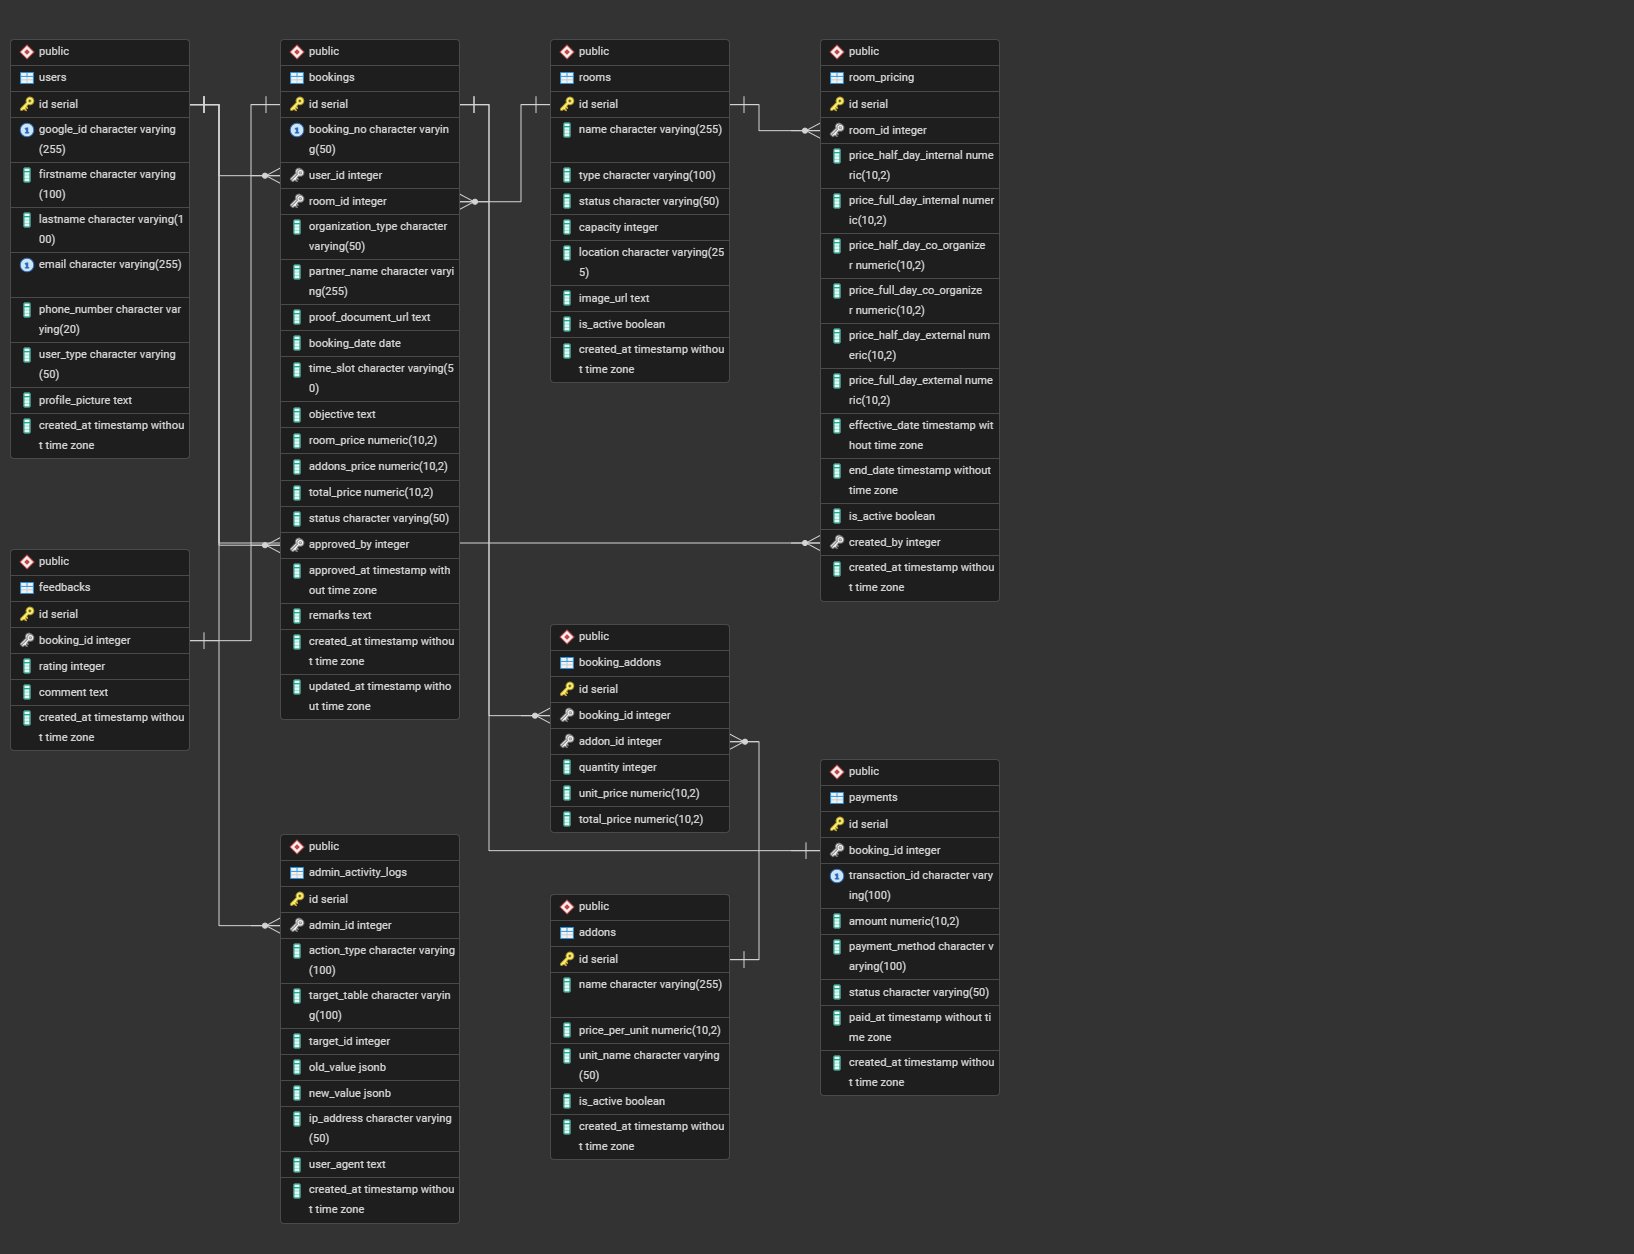 public
users
id serial
google_id character varying
(255)
firstname character varying
(100)
lastname character varying(1
00)
email character varying(255)
phone_number character var
ying(20)
user_type character varying
(50)
profile_picture text
created_at timestamp withou
t time zone
public
feedbacks
id serial
booking_id integer
rating integer
comment text
created_at timestamp withou
t time zone
public
bookings
id serial
booking_no character varyin
g(50)
user_id integer
room_id integer
organization_type character
varying(50)
partner_name character varyi
ng(255)
proof_document_url text
booking_date date
time_slot character varying(5
0)
objective text
room_price numeric(10,2)
addons_price numeric(10,2)
total_price numeric(10,2)
status character varying(50)
approved_by integer
approved_at timestamp with
out time zone
remarks text
created_at timestamp withou
t time zone
updated_at timestamp witho
ut time zone
public
admin_activity_logs
id serial
admin_id integer
action_type character varying
(100)
target_table character varyin
g(100)
target_id integer
old_value jsonb
new_value jsonb
ip_address character varying
(50)
user_agent text
created_at timestamp withou
t time zone
public
rooms
id serial
name character varying(255)
type character varying(100)
status character varying(50)
capacity integer
location character varying(25
5)
image_url text
is_active boolean
created_at timestamp withou
t time zone
public
booking_addons
id serial
booking_id integer
addon_id integer
quantity integer
unit_price numeric(10,2)
total_price numeric(10,2)
public
addons
id serial
name character varying(255)
price_per_unit numeric(10,2)
unit_name character varying
(50)
is_active boolean
created_at timestamp withou
t time zone
public
room_pricing
id serial
room_id integer
price_half_day_internal nume
ric(10,2)
price_full_day_internal numer
ic(10,2)
price_half_day_co_organize
r numeric(10,2)
price_full_day_co_organize
r numeric(10,2)
price_half_day_external num
eric(10,2)
price_full_day_external nume
ric(10,2)
effective_date timestamp wit
hout time zone
end_date timestamp without
time zone
is_active boolean
created_by integer
created_at timestamp withou
t time zone
public
payments
id serial
booking_id integer
transaction_id character vary
ing(100)
amount numeric(10,2)
payment_method character v
arying(100)
status character varying(50)
paid_at timestamp without ti
me zone
created_at timestamp withou
t time zone